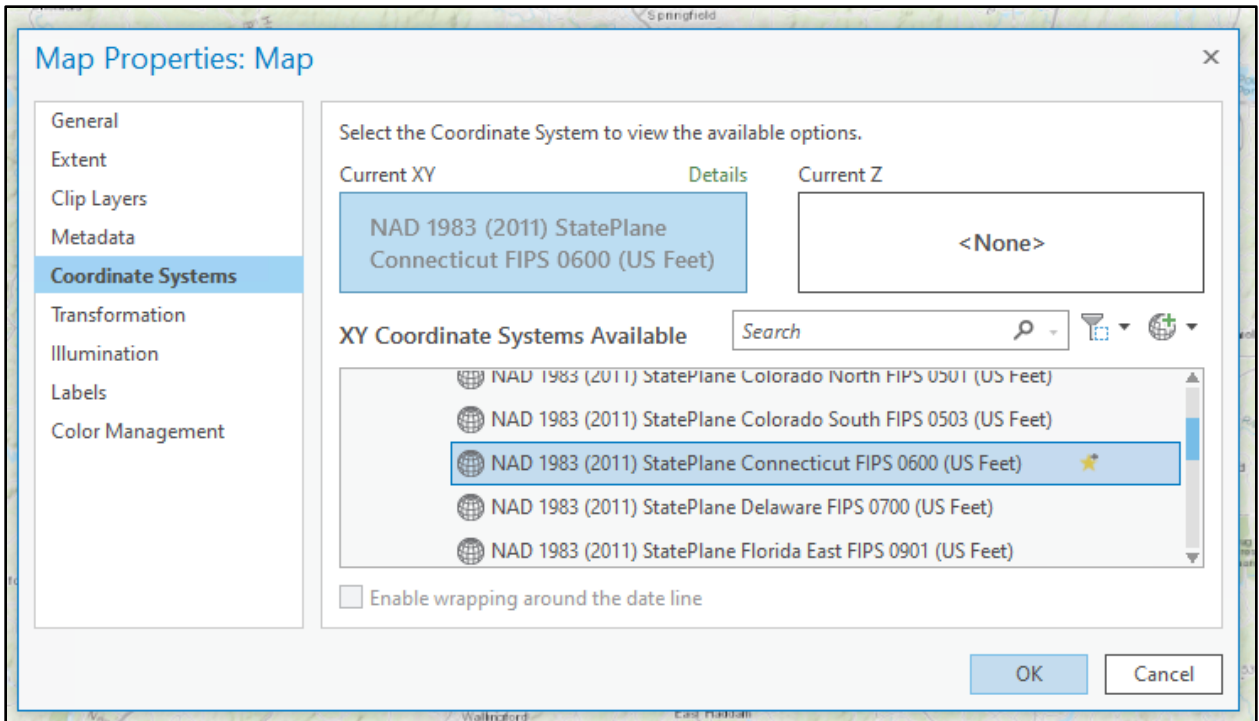 Springfield
Map Properties: Map
General
Extent
Clip Layers
Metadata
Coordinate Systems
Transformation
Illumination
Labels
Color Management
Select the Coordinate System to view the available options.
Current XY Details Current Z
NAD 1983 (2011) StatePlane
Connecticut FIPS 0600 (US Feet)
<None>
XY Coordinate Systems Available Search
NAD 1983 (2011) StatePlane Colorado North FIPS 0501 (US Feet)
NAD 1983 (2011) StatePlane Colorado South FIPS 0503 (US Feet)
NAD 1983 (2011) StatePlane Connecticut FIPS 0600 (US Feet)
NAD 1983 (2011) StatePlane Delaware FIPS 0700 (US Feet)
NAD 1983 (2011) StatePlane Florida East FIPS 0901 (US Feet)
Enable wrapping around the date line
OK Cancel
Wallingford East Haddam